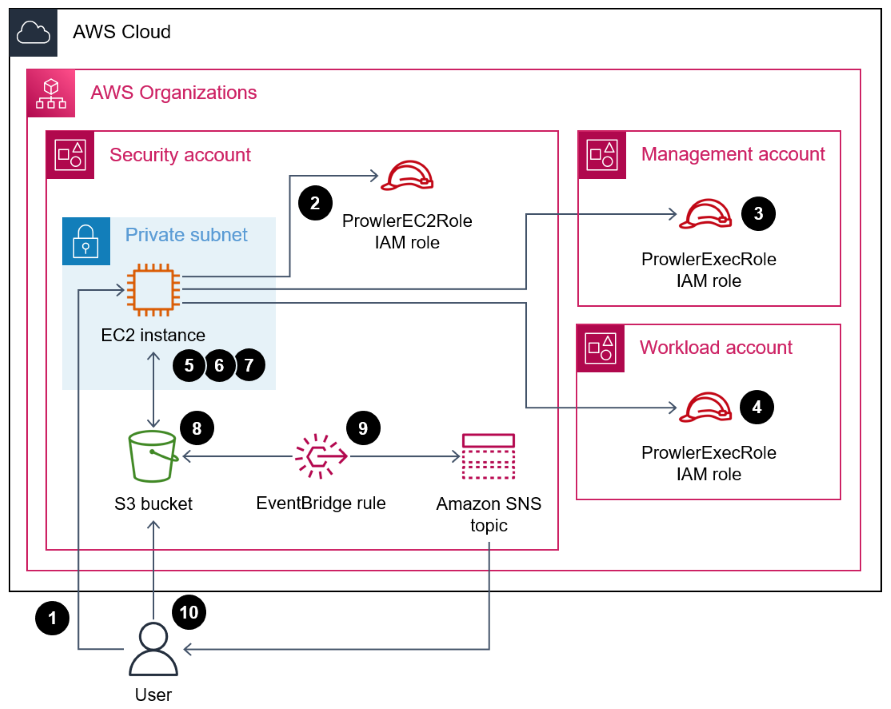 AWS Cloud
AWS Organizations
Security account
2
ProwlerEC2Role
IAM role
Private subnet
EC2 instance
5 6 7
8
S3 bucket
9
EventBridge rule
Amazon SNS
topic
Management account
3
ProwlerExecRole
IAM role
Workload account
4
ProwlerExecRole
IAM role
1
10
User